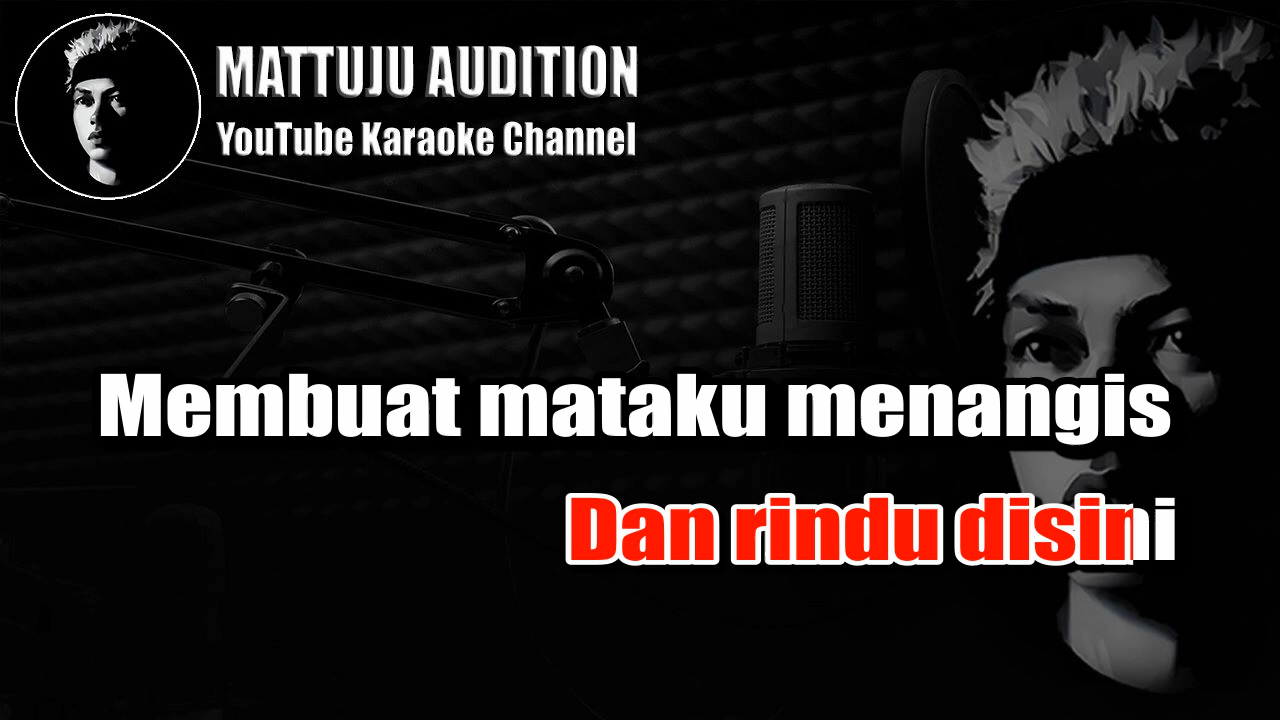 MATTUJU AUDITION
YouTube Karaoke Channel
Membuat mataku menangis
Dan rindu disini